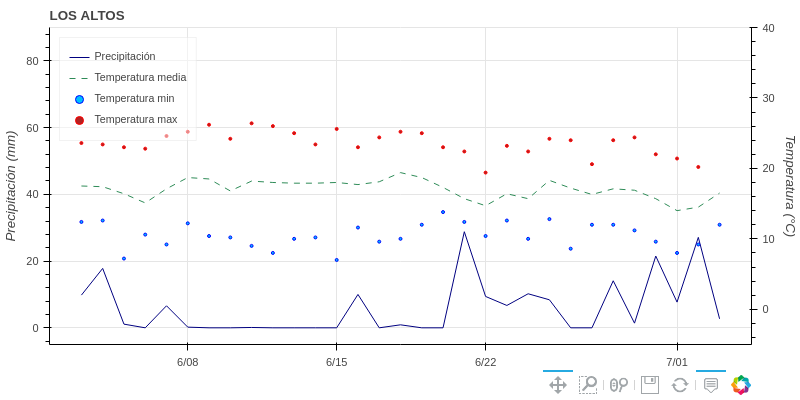 LOS ALTOS
Precipitación
Temperatura media
Temperatura min
Temperatura max
Precipitación (mm)
80
60
40
20
0
40
30
20
10
0
Temperatura (°C)
6/08
6/15
6/22
7/01